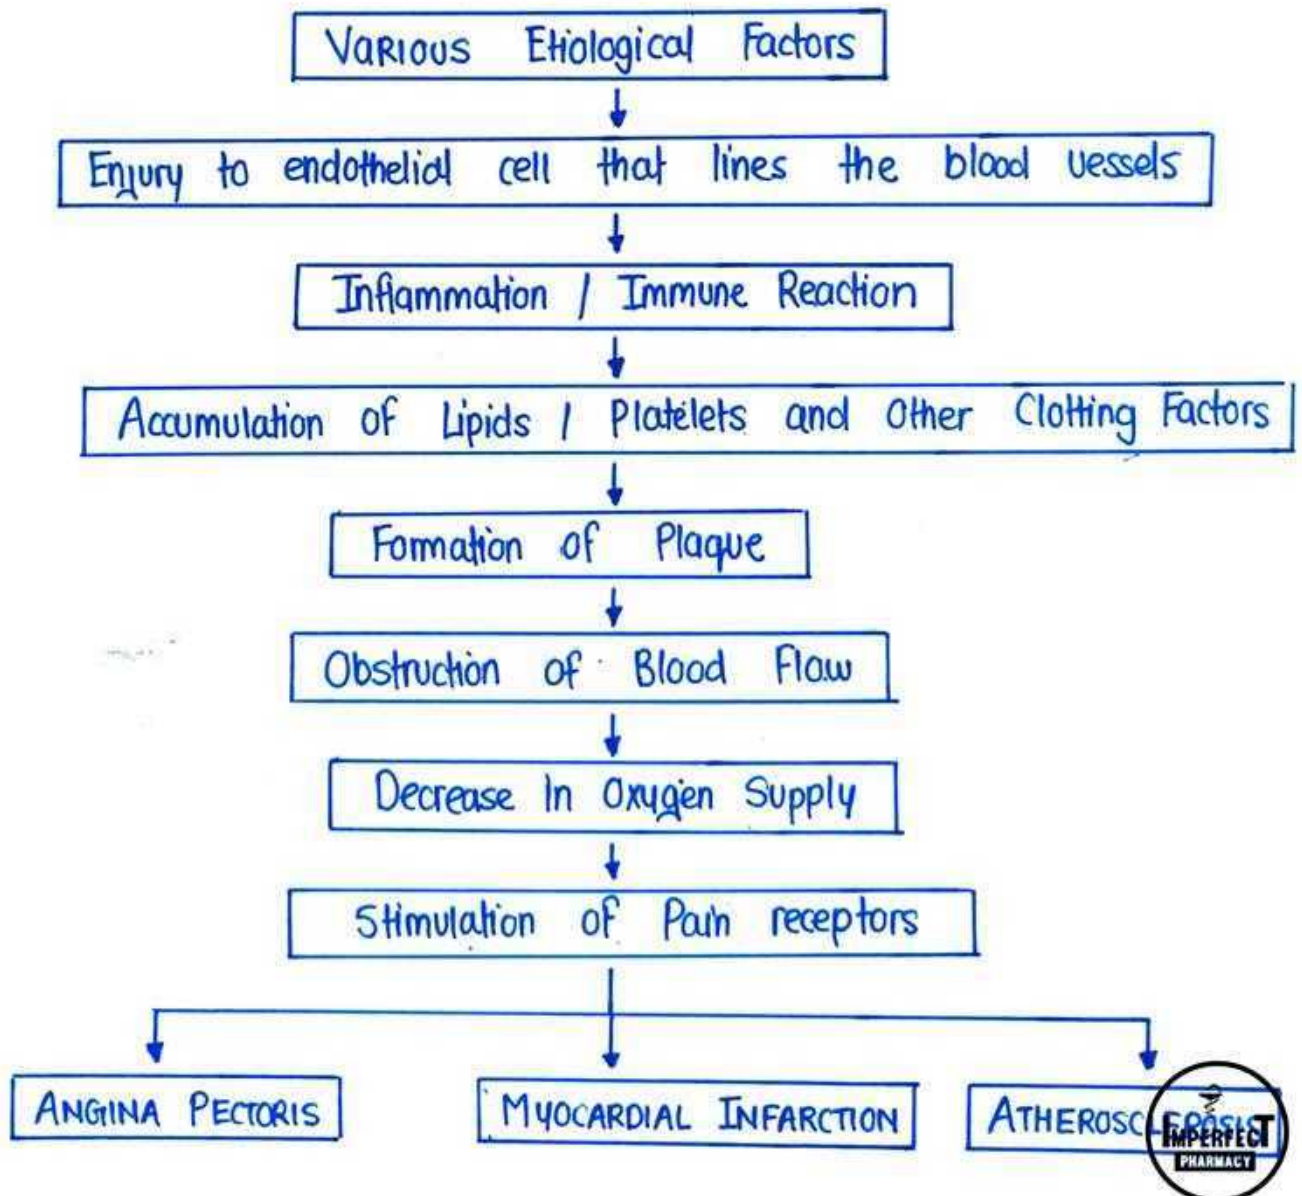 VARIOUS Etiological Factors
Enjury to endothelial cell that lines the blood vessels
Inflammation / Immune Reaction
Accumulation of Lipids / Platelets and Other Clotting Factors
Formation of Plaque
Obstruction of Blood Flow
Decrease In Oxygen Supply
Stimulation of Pain receptors
ANGINA PECTORIS
MYOCARDIAL INFARCTION
ATHEROSCLEROSIS
IMPERFECT
PHARMACY